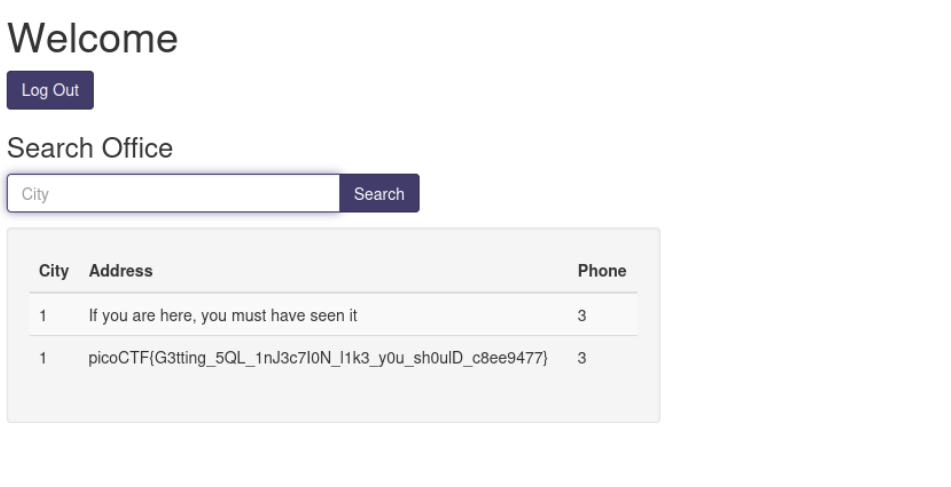 Welcome
Log Out
Search Office
City Search
City Address Phone
1 If you are here, you must have seen it 3
1 picoCTF{G3tting_5QL_1nJ3c7I0N_l1k3_y0u_sh0ulD_c8ee9477} 3